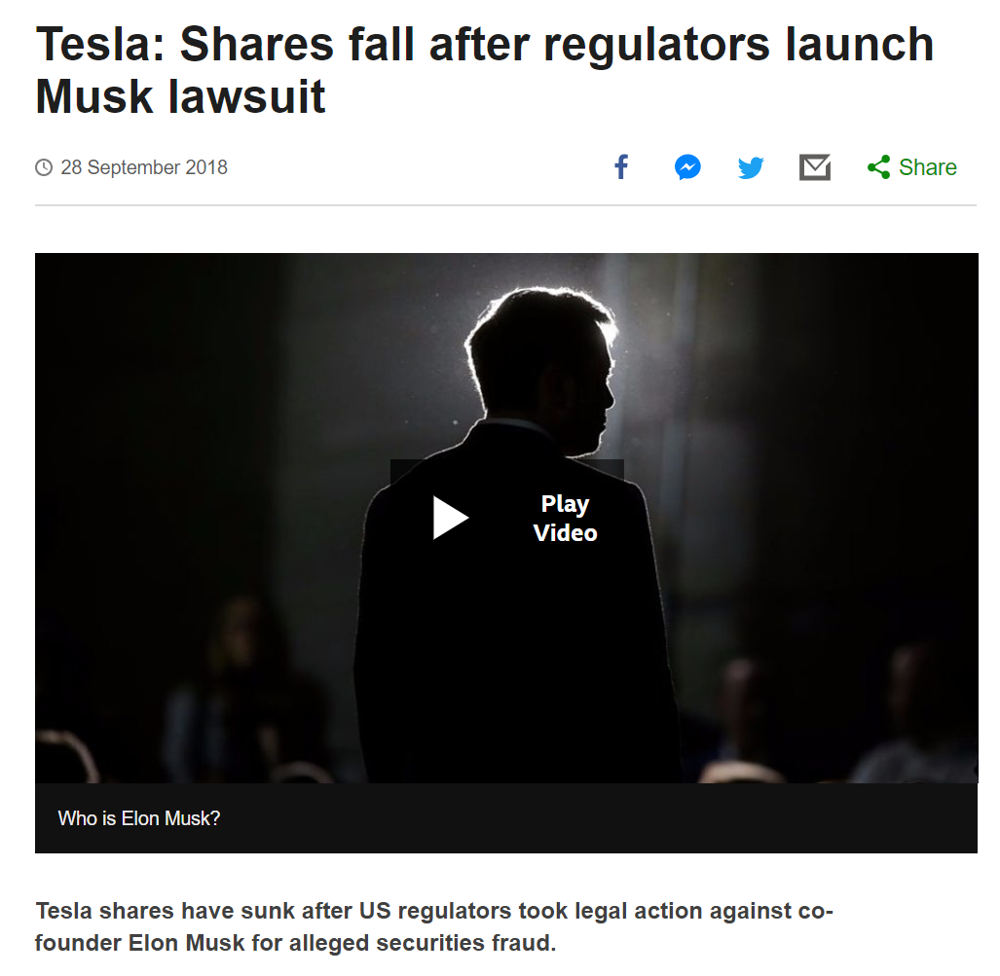 Tesla: Shares fall after regulators launch
Musk lawsuit
28 September 2018
Share
Play
Video
Who is Elon Musk?
Tesla shares have sunk after US regulators took legal action against co-
founder Elon Musk for alleged securities fraud.